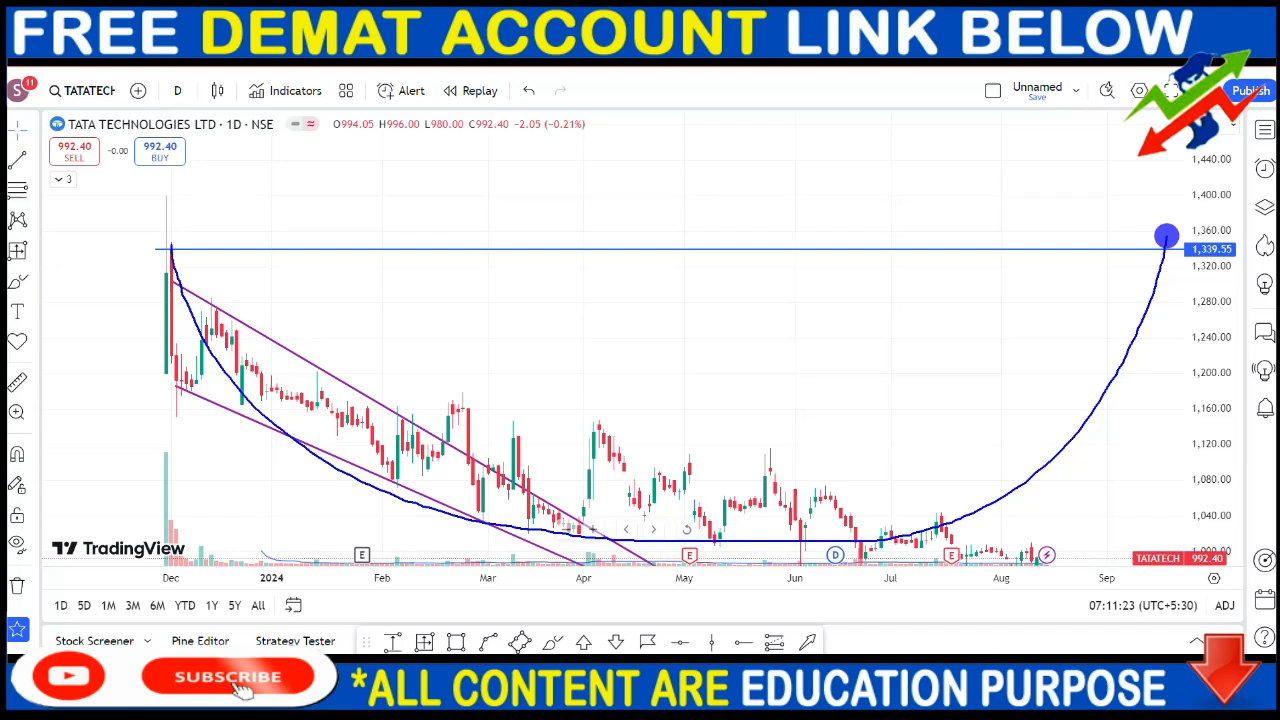 FREE DEMAT ACCOUNT LINK BELOW
S 11 TATATECH D Indicators Alert Replay Unnamed Save Publish
TATA TECHNOLOGIES LTD · 1D · NSE O994.05 H996.00 L980.00 C992.40 -2.05 (-0.21%)
992.40 SELL -0.00 992.40 BUY
3
1,440.00
1,400.00
1,360.00
1,339.55
1,320.00
1,280.00
1,240.00
1,200.00
1,160.00
1,120.00
1,080.00
1,040.00
1,000.00
TradingView E E D E TATATECH 992.40
Dec 2024 Feb Mar Apr May Jun Jul Aug Sep
1D 5D 1M 3M 6M YTD 1Y 5Y All 07:11:23 (UTC+5:30) ADJ
Stock Screener Pine Editor Strategy Tester
SUBSCRIBE
*ALL CONTENT ARE EDUCATION PURPOSE